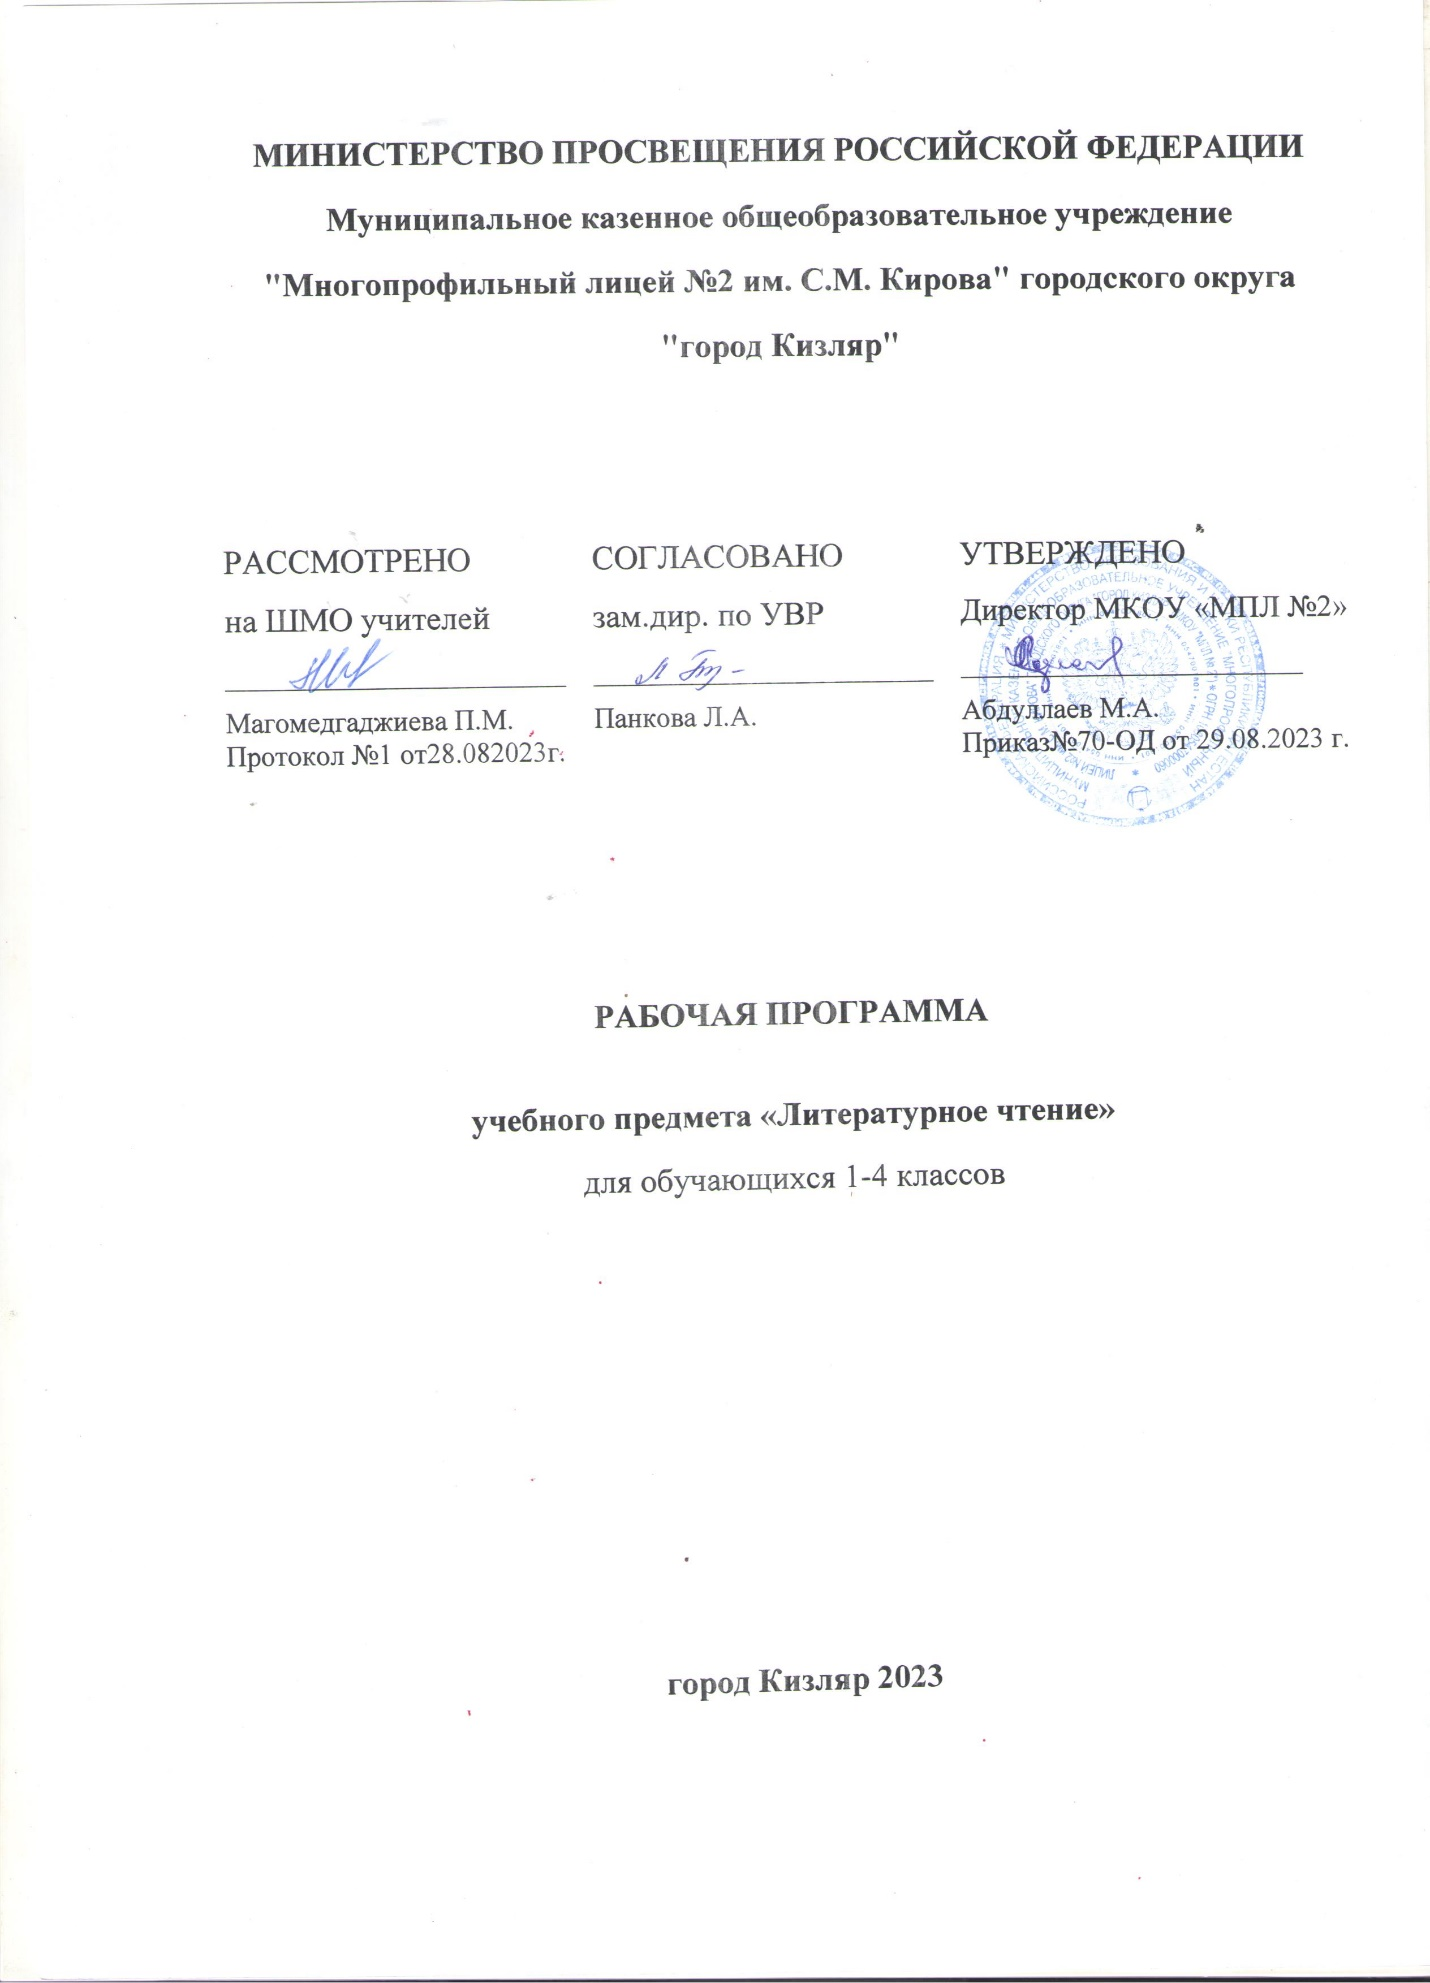 МИНИСТЕРСТВО ПРОСВЕЩЕНИЯ РОССИЙСКОЙ ФЕДЕРАЦИИ
Муниципальное казенное общеобразовательное учреждение
"Многопрофильный лицей №2 им. С.М. Кирова" городского округа
"город Кизляр"
РАССМОТРЕНО
на ШМО учителей
Магомедгаджиева П.М.
Протокол №1 от28.082023г.
СОГЛАСОВАНО
зам.дир. по УВР
Панкова Л.А.
УТВЕРЖДЕНО
Директор МКОУ «МПЛ №2»
Абдуллаев М.А.
Приказ№70-ОД от 29.08.2023 г.
РАБОЧАЯ ПРОГРАММА
учебного предмета «Литературное чтение»
для обучающихся 1-4 классов
город Кизляр 2023